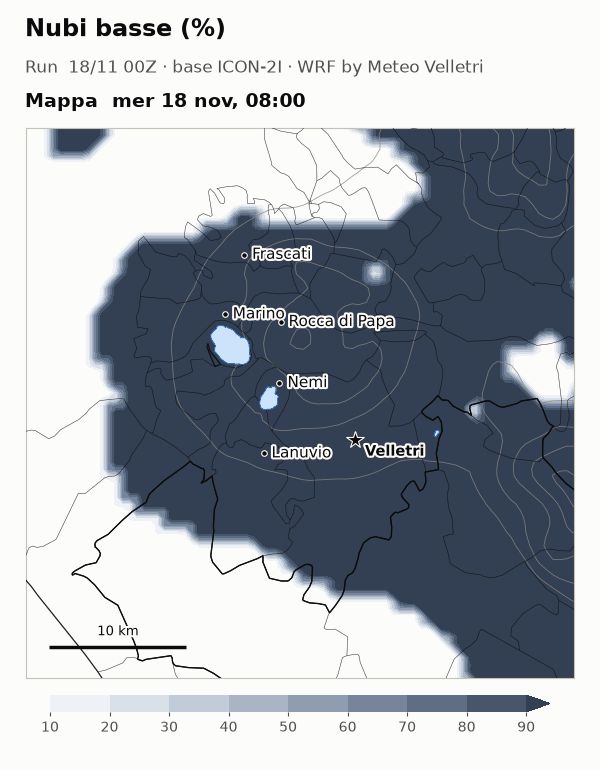 Nubi basse (%)
Run  18/11 00Z · base ICON-2I · WRF by Meteo Velletri
Mappa  mer 18 nov, 08:00
Frascati
Marino
Rocca di Papa
Nemi
Velletri
Lanuvio
10 km
10 20 30 40 50 60 70 80 90